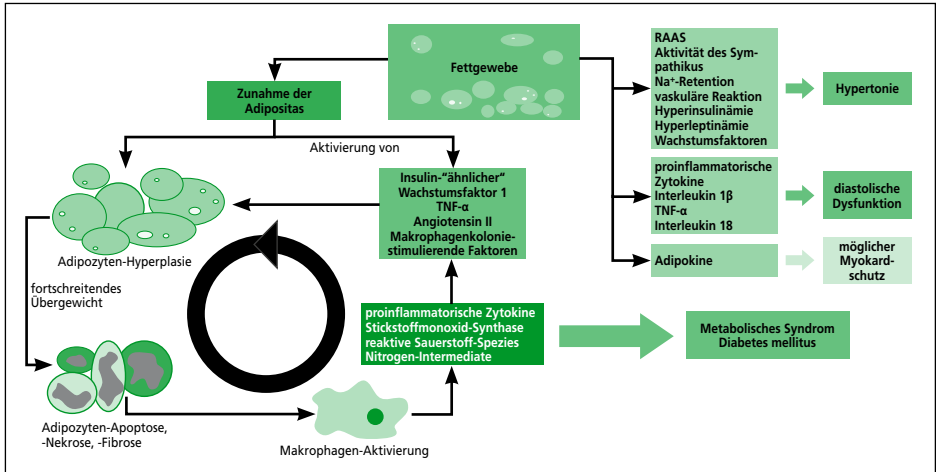 Fettgewebe
Zunahme der
Adipositas
Aktivierung von
Insulin-“ähnlicher”
Wachstumsfaktor 1
TNF-α
Angiotensin II
Makrophagenkolonie-
stimulierende Faktoren
Adipozyten-Hyperplasie
fortschreitendes
Übergewicht
Adipozyten-Apoptose,
-Nekrose, -Fibrose
Makrophagen-Aktivierung
proinflammatorische Zytokine
Stickstoffmonoxid-Synthase
reaktive Sauerstoff-Spezies
Nitrogen-Intermediate
Metabolisches Syndrom
Diabetes mellitus
RAAS
Aktivität des Sym-
pathikus
Na⁺-Retention
vaskuläre Reaktion
Hyperinsulinämie
Hyperleptinämie
Wachstumsfaktoren
Hypertonie
proinflammatorische
Zytokine
Interleukin 1β
TNF-α
Interleukin 18
diastolische
Dysfunktion
Adipokine
möglicher
Myokard-
schutz